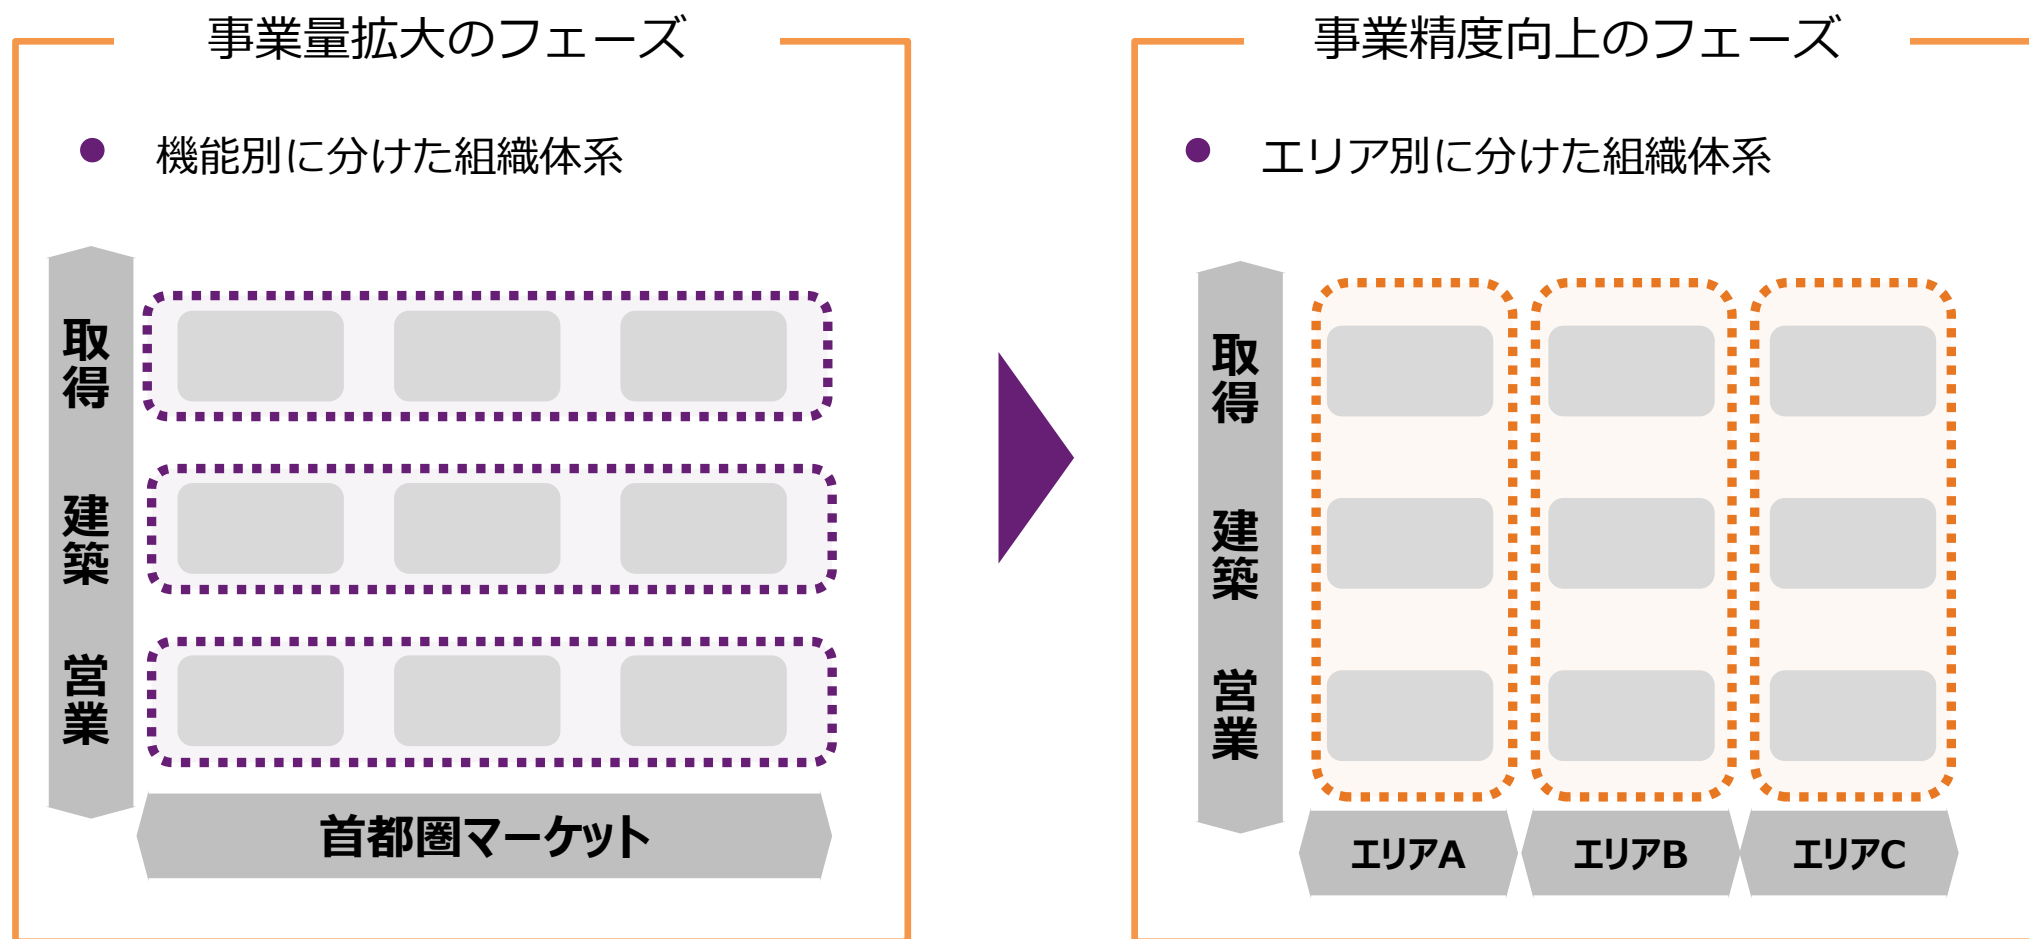 事業量拡大のフェーズ
● 機能別に分けた組織体系
取得
建築
営業
首都圏マーケット
事業精度向上のフェーズ
● エリア別に分けた組織体系
取得
建築
営業
エリアA
エリアB
エリアC